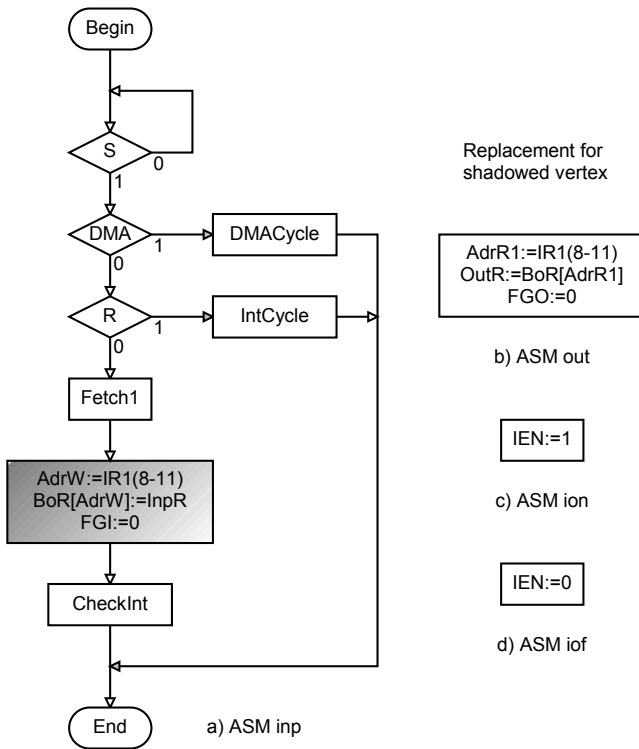 Begin
S
0
1
DMA
1
0
DMACycle
R
1
0
IntCycle
Fetch1
AdrW:=IR1(8-11)
BoR[AdrW]:=InpR
FGI:=0
CheckInt
End
a) ASM inp
Replacement for
shadowed vertex
AdrR1:=IR1(8-11)
OutR:=BoR[AdrR1]
FGO:=0
b) ASM out
IEN:=1
c) ASM ion
IEN:=0
d) ASM iof